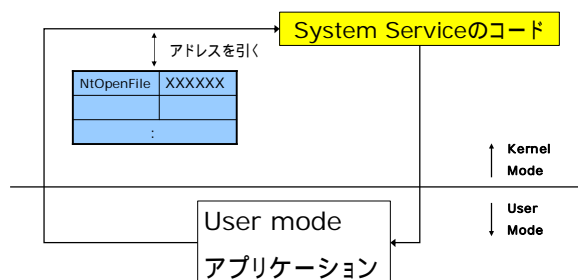 System Serviceのコード
アドレスを引く
NtOpenFile XXXXXX
:
Kernel
Mode
User
Mode
User mode
アプリケーション